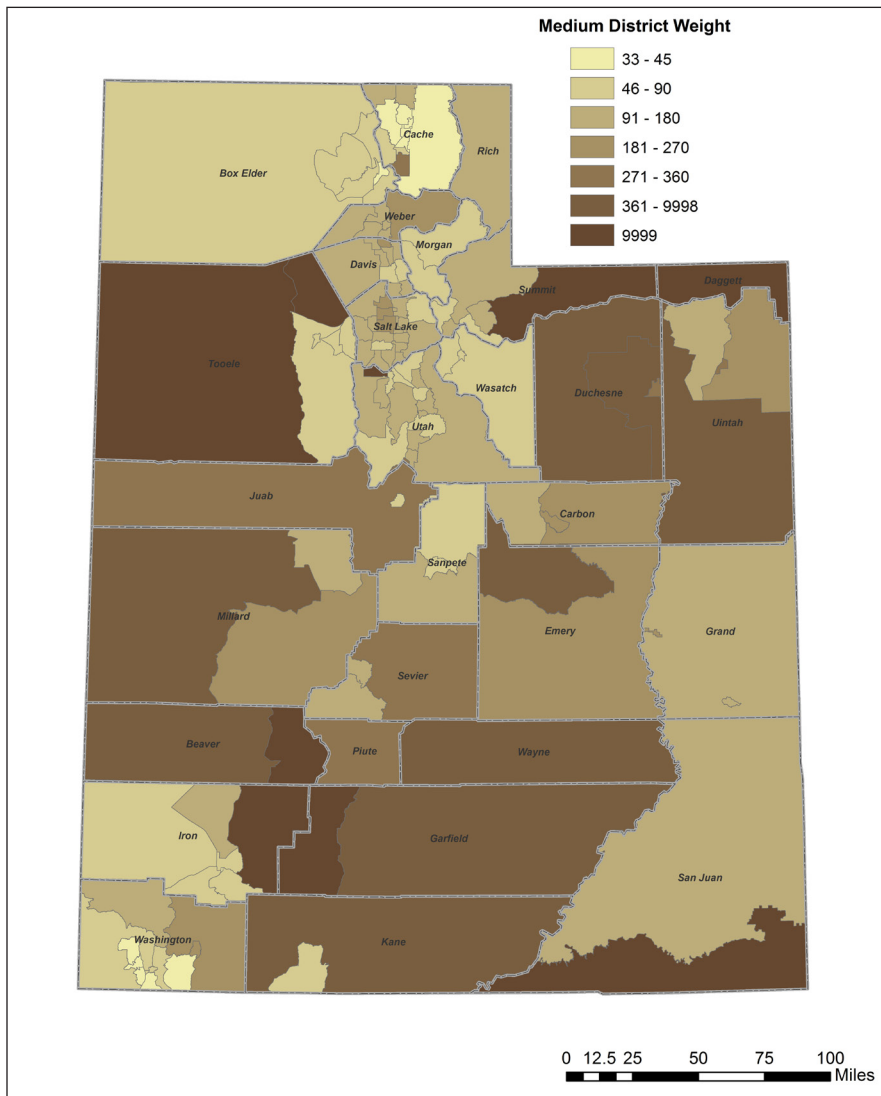 Medium District Weight
33 - 45
46 - 90
91 - 180
181 - 270
271 - 360
361 - 9998
9999
Cache
Rich
Box Elder
Weber
Morgan
Davis
Summit
Daggett
Salt Lake
Tooele
Wasatch
Duchesne
Uintah
Utah
Juab
Carbon
Sanpete
Millard
Emery
Grand
Sevier
Beaver
Piute
Wayne
Iron
Garfield
San Juan
Washington
Kane
0 12.5 25 50 75 100
Miles